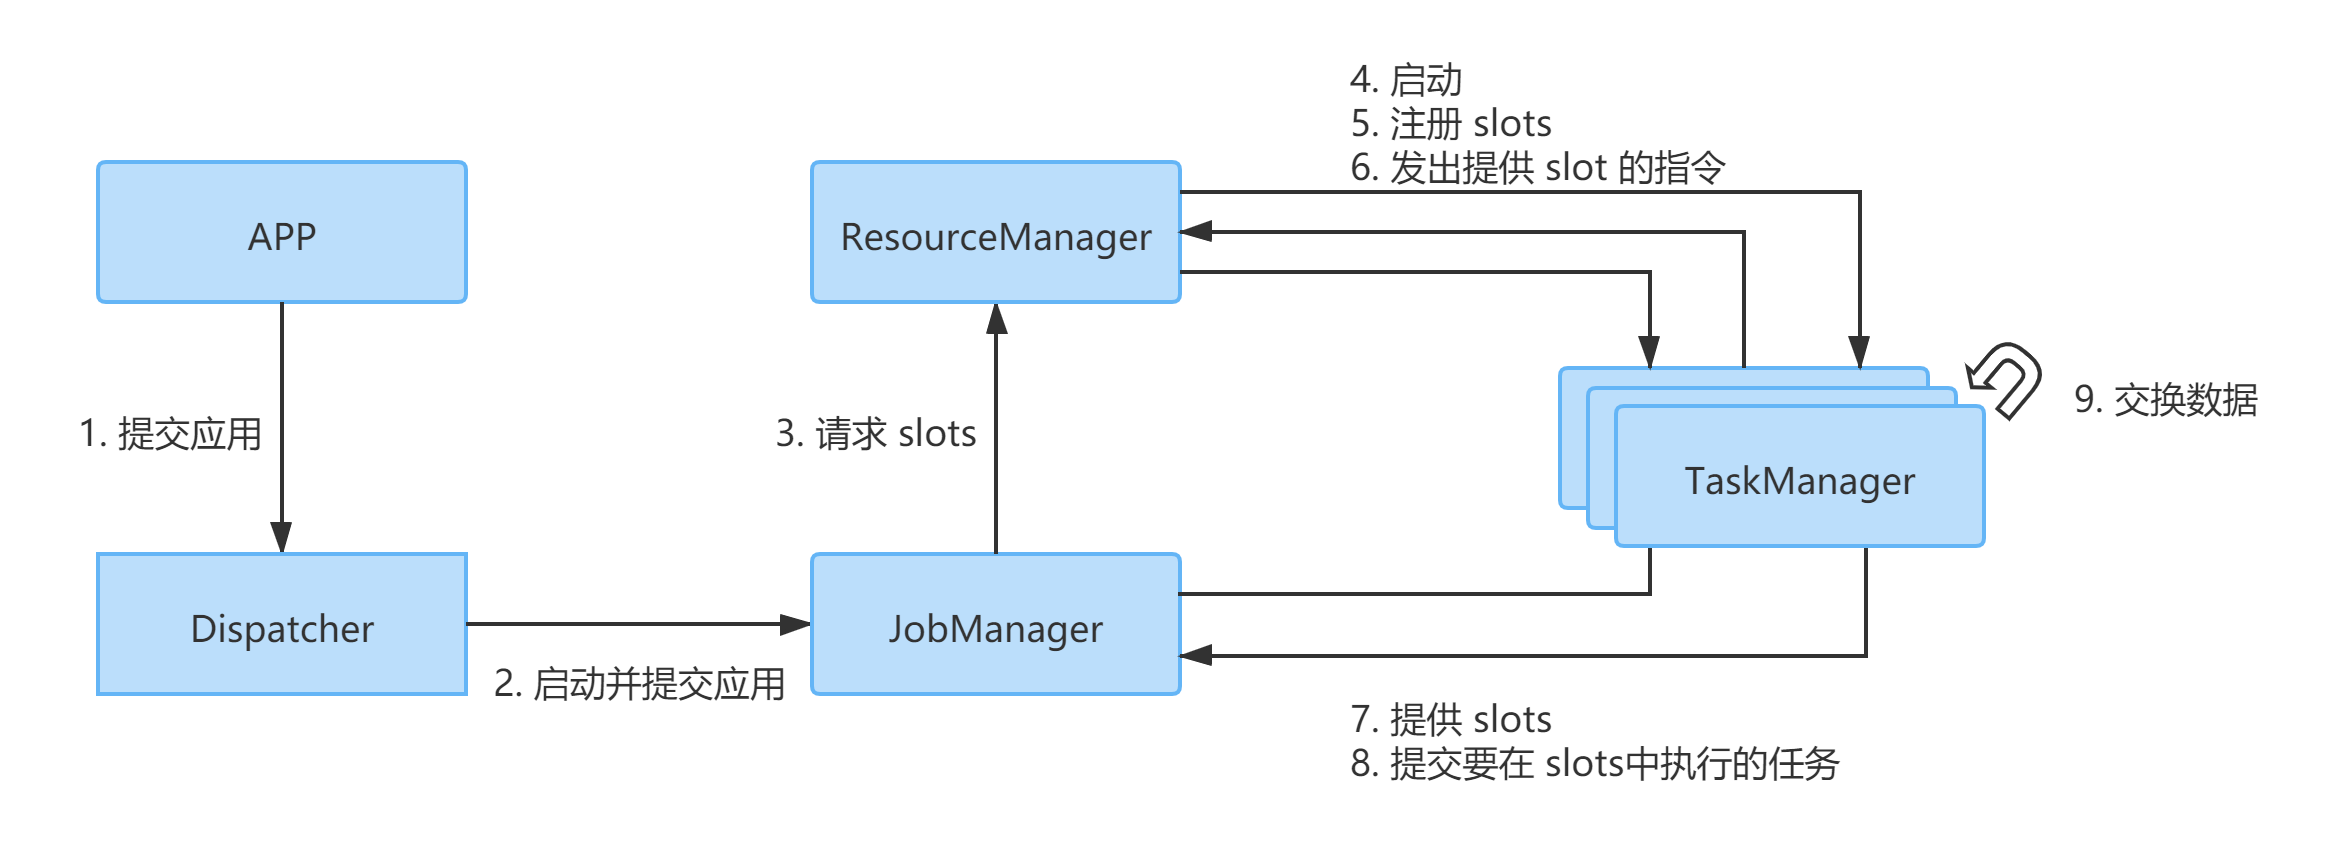 4. 启动
5. 注册 slots
6. 发出提供 slot 的指令
APP
ResourceManager
1. 提交应用
3. 请求 slots
9. 交换数据
TaskManager
Dispatcher
JobManager
2. 启动并提交应用
7. 提供 slots
8. 提交要在 slots中执行的任务